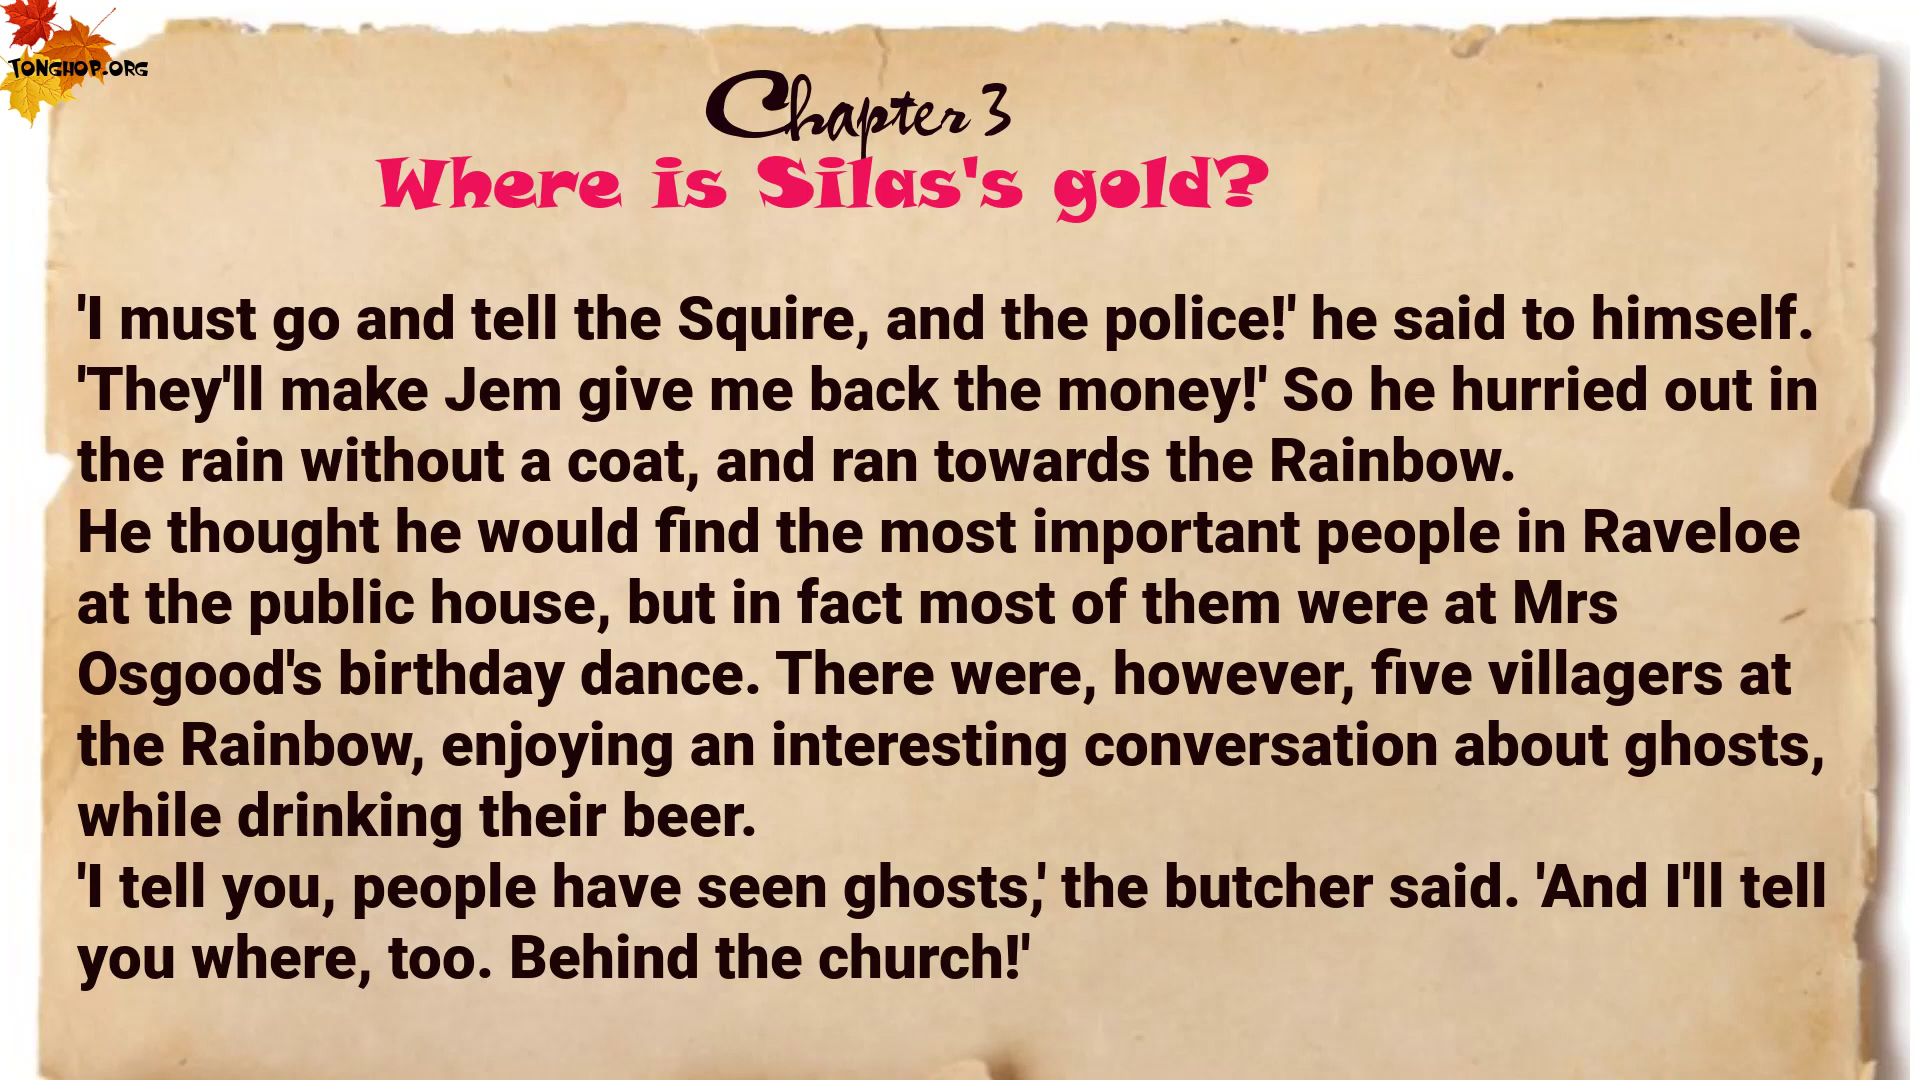 TONGHOP.ORG
Chapter 3
Where is Silas's gold?
'I must go and tell the Squire, and the police!' he said to himself.
'They'll make Jem give me back the money!' So he hurried out in
the rain without a coat, and ran towards the Rainbow.
He thought he would find the most important people in Raveloe
at the public house, but in fact most of them were at Mrs
Osgood's birthday dance. There were, however, five villagers at
the Rainbow, enjoying an interesting conversation about ghosts,
while drinking their beer.
'I tell you, people have seen ghosts,' the butcher said. 'And I'll tell
you where, too. Behind the church!'